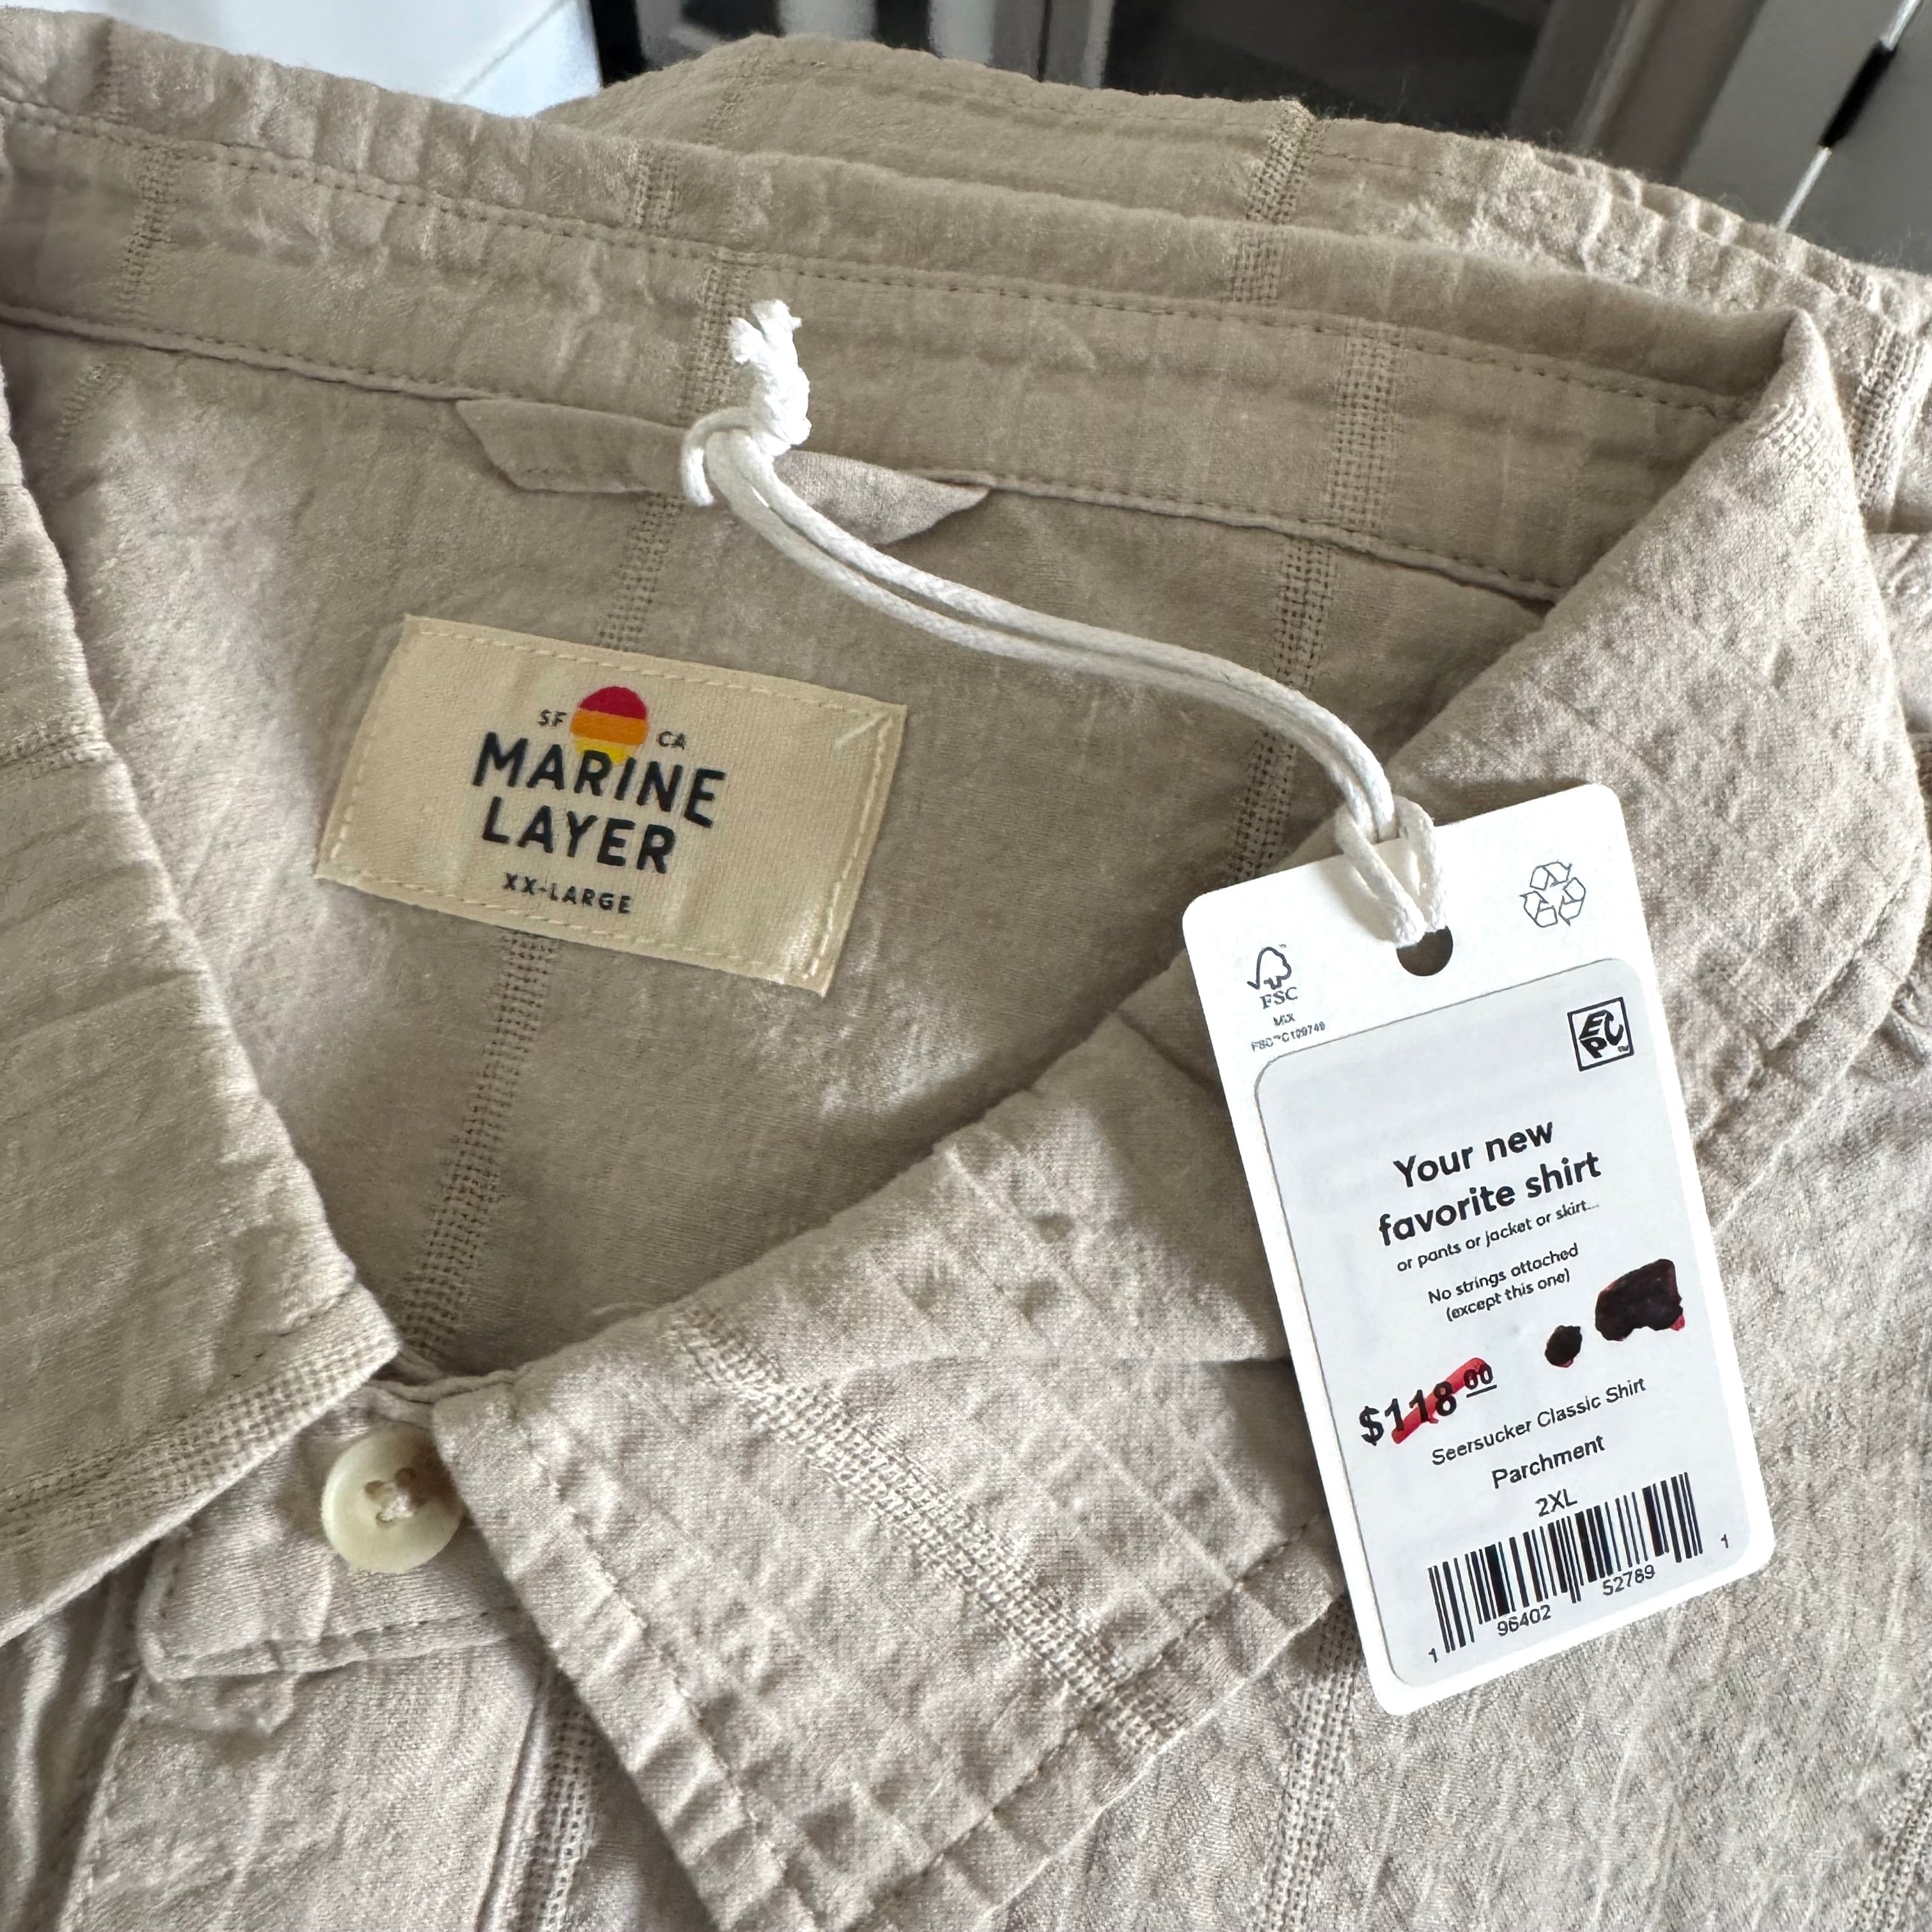 SF CA
MARINE
LAYER
XX-LARGE
FSC
MIX
EPC
Your new
favorite shirt
or pants or jacket or skirt...
No strings attached
(except this one)
$118.00
Seersucker Classic Shirt
Parchment
2XL
1 96402 52789 1